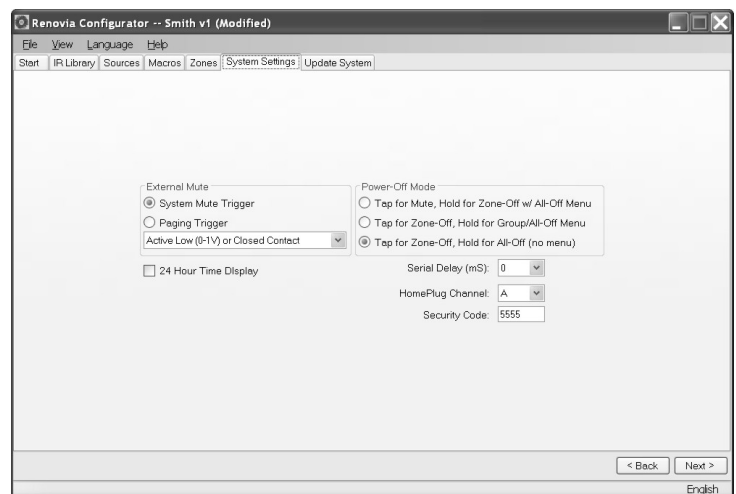 Renovia Configurator -- Smith v1 (Modified)
File View Language Help
Start IR Library Sources Macros Zones System Settings Update System
External Mute
System Mute Trigger
Paging Trigger
Active Low (0-1V) or Closed Contact
24 Hour Time DIsplay
Power-Off Mode
Tap for Mute, Hold for Zone-Off w/ All-Off Menu
Tap for Zone-Off, Hold for Group/All-Off Menu
Tap for Zone-Off, Hold for All-Off (no menu)
Serial Delay (mS): 0
HomePlug Channel: A
Security Code: 5555
< Back Next >
English